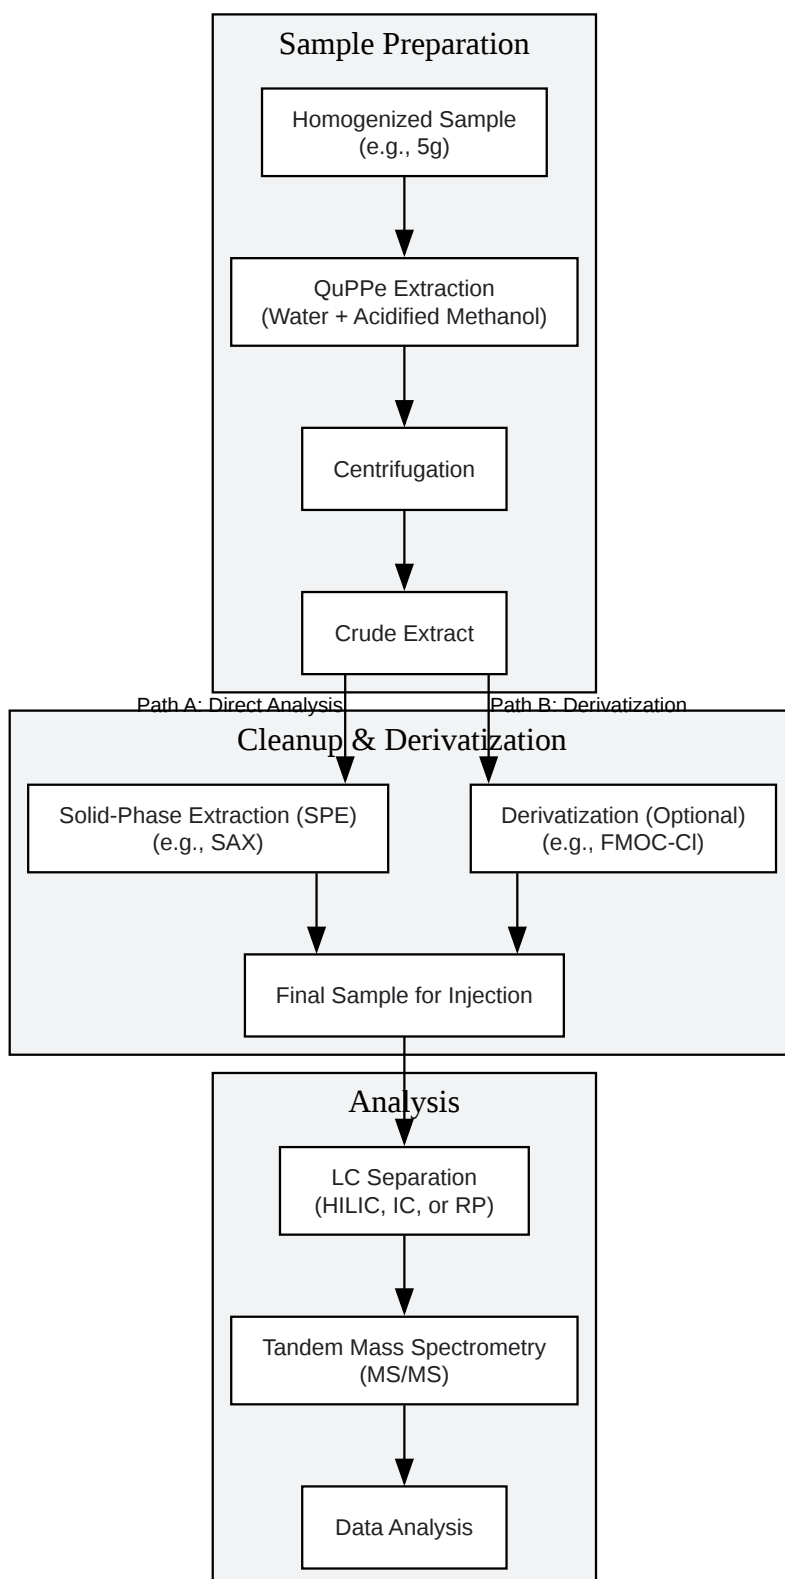 Sample Preparation
Homogenized Sample
(e.g., 5g)
QuPPe Extraction
(Water + Acidified Methanol)
Centrifugation
Crude Extract
Path A: Direct Analysis
Path B: Derivatization
Cleanup & Derivatization
Solid-Phase Extraction (SPE)
(e.g., SAX)
Derivatization (Optional)
(e.g., FMOC-Cl)
Final Sample for Injection
Analysis
LC Separation
(HILIC, IC, or RP)
Tandem Mass Spectrometry
(MS/MS)
Data Analysis